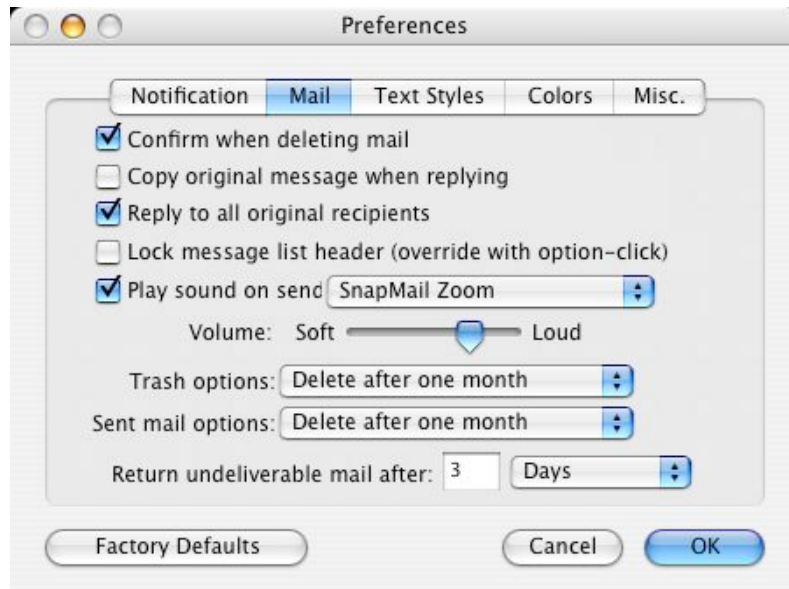 Preferences
Notification Mail Text Styles Colors Misc.
Confirm when deleting mail
Copy original message when replying
Reply to all original recipients
Lock message list header (override with option-click)
Play sound on send SnapMail Zoom
Volume: Soft Loud
Trash options: Delete after one month
Sent mail options: Delete after one month
Return undeliverable mail after: 3 Days
Factory Defaults Cancel OK